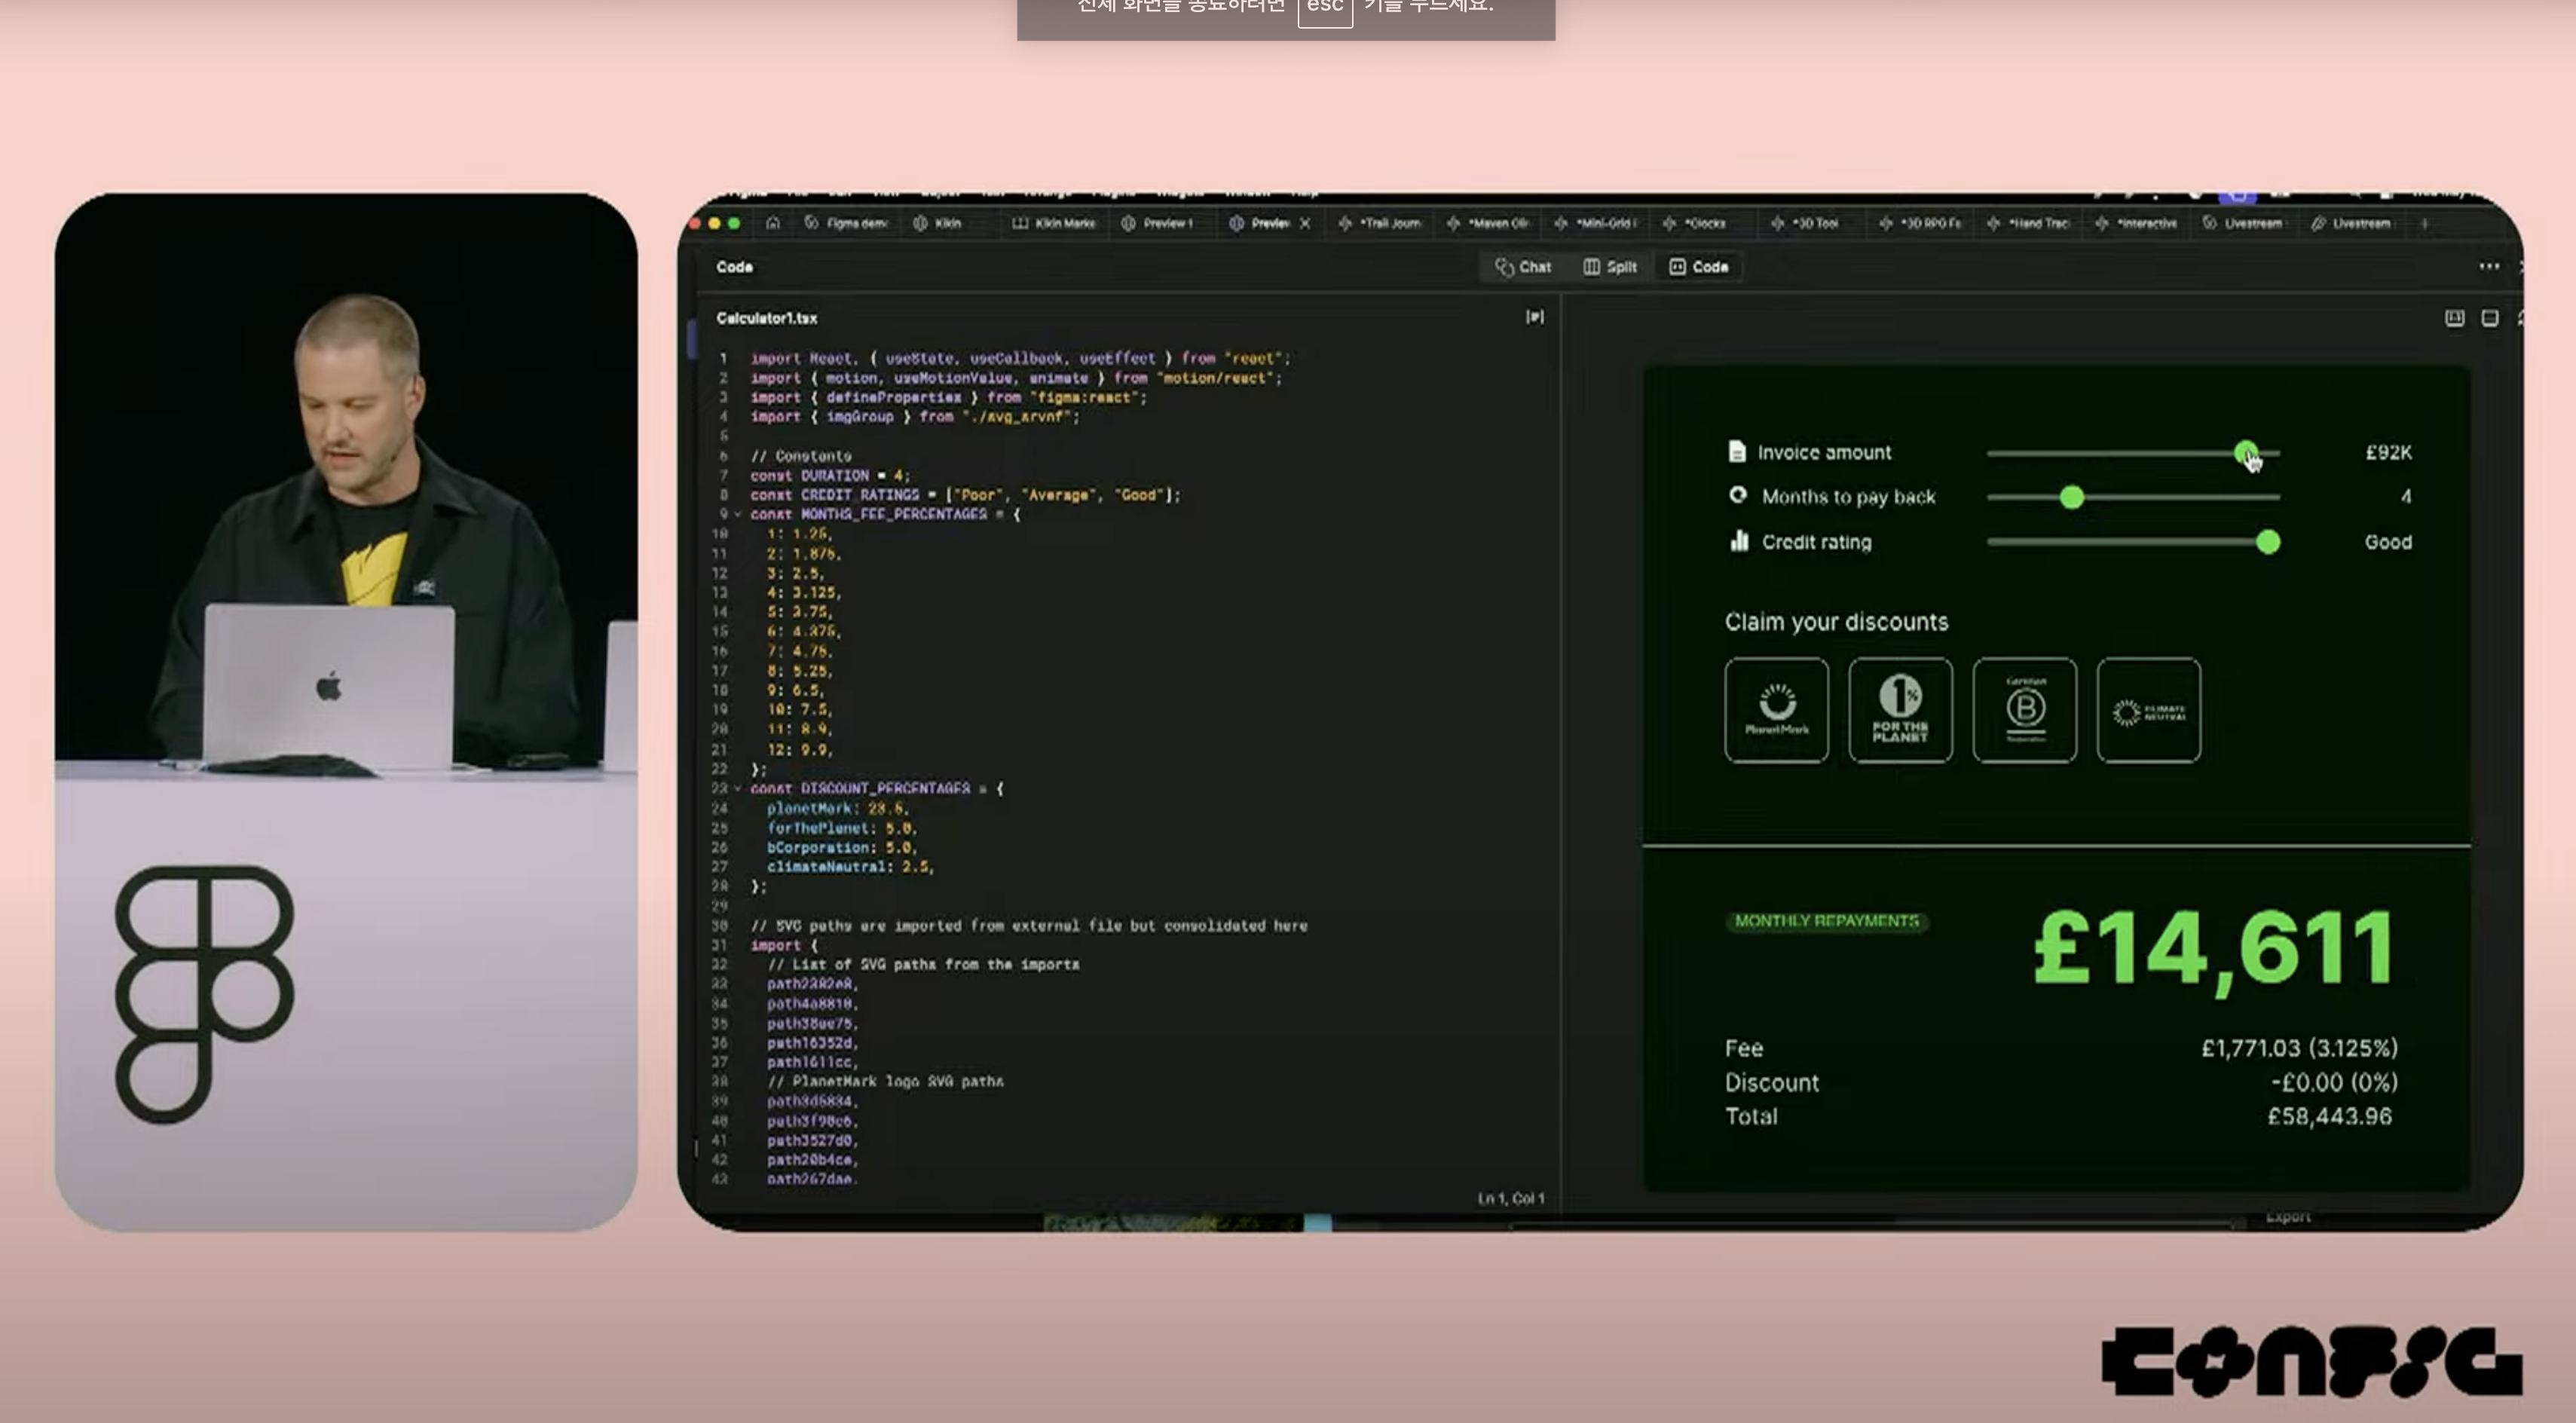 전체 화면을 종료하려면 esc 키를 누르세요.
Figma demo
Kikin
Kikin Marke
Preview 1
Preview
*Trail Journ
*Maven Cli
*Mini-Grid
*Clocks
*3D Tool
*3D RPG Fe
*Hand Trac
*Interactive
Livestream
Livestream
Code
Chat
Split
Code
Calculator1.tsx
1 import React, { useState, useCallback, useEffect } from "react";
2 import { motion, useMotionValue, animate } from "motion/react";
3 import { defineProperties } from "figma:react";
4 import { imgGroup } from "./svg_xrvnf";
5
6 // Constants
7 const DURATION = 4;
8 const CREDIT_RATINGS = ["Poor", "Average", "Good"];
9 const MONTHS_FEE_PERCENTAGES = {
10 1: 1.25,
11 2: 1.875,
12 3: 2.5,
13 4: 3.125,
14 5: 3.75,
15 6: 4.375,
16 7: 4.75,
17 8: 5.25,
18 9: 6.5,
19 10: 7.5,
20 11: 8.9,
21 12: 9.9,
22 };
23 const DISCOUNT_PERCENTAGES = {
24 planetMark: 23.5,
25 forThePlanet: 5.0,
26 bCorporation: 5.0,
27 climateNeutral: 2.5,
28 };
29
30 // SVG paths are imported from external file but consolidated here
31 import {
32 // List of SVG paths from the imports
33 path2382e8,
34 path4a8818,
35 path38ae75,
36 path16352d,
37 path1611cc,
38 // PlanetMark logo SVG paths
39 path3d5834,
40 path3f90c6,
41 path3527d0,
42 path20b4ce,
43 path267dae,
Ln 1, Col 1
Invoice amount £92K
Months to pay back 4
Credit rating Good
Claim your discounts
PlanetMark
1% FOR THE PLANET
Certified B Corporation
CLIMATE NEUTRAL
MONTHLY REPAYMENTS
£14,611
Fee £1,771.03 (3.125%)
Discount -£0.00 (0%)
Total £58,443.96
Export
CONFIG